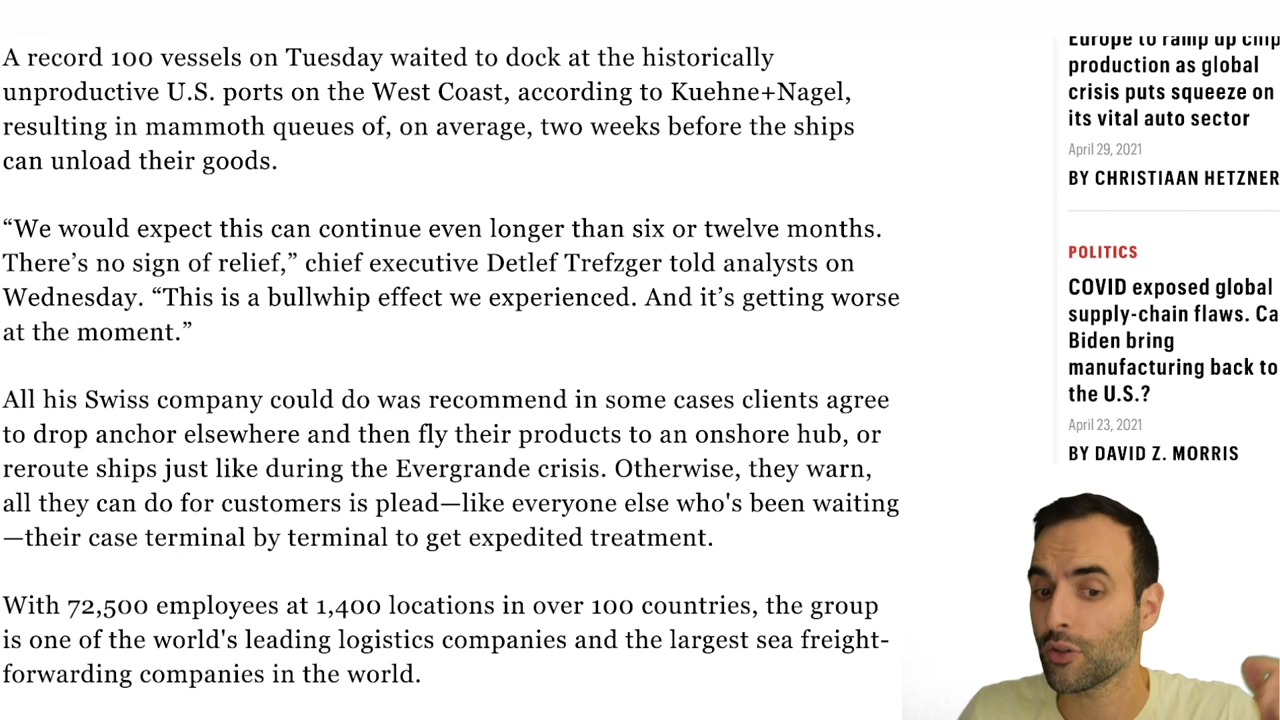 A record 100 vessels on Tuesday waited to dock at the historically
unproductive U.S. ports on the West Coast, according to Kuehne+Nagel,
resulting in mammoth queues of, on average, two weeks before the ships
can unload their goods.
“We would expect this can continue even longer than six or twelve months.
There’s no sign of relief,” chief executive Detlef Trefzger told analysts on
Wednesday. “This is a bullwhip effect we experienced. And it’s getting worse
at the moment.”
All his Swiss company could do was recommend in some cases clients agree
to drop anchor elsewhere and then fly their products to an onshore hub, or
reroute ships just like during the Evergrande crisis. Otherwise, they warn,
all they can do for customers is plead—like everyone else who's been waiting
—their case terminal by terminal to get expedited treatment.
With 72,500 employees at 1,400 locations in over 100 countries, the group
is one of the world's leading logistics companies and the largest sea freight-
forwarding companies in the world.
Europe to ramp up chip
production as global
crisis puts squeeze on
its vital auto sector
April 29, 2021
BY CHRISTIAAN HETZNER
POLITICS
COVID exposed global
supply-chain flaws. Ca
Biden bring
manufacturing back to
the U.S.?
April 23, 2021
BY DAVID Z. MORRIS